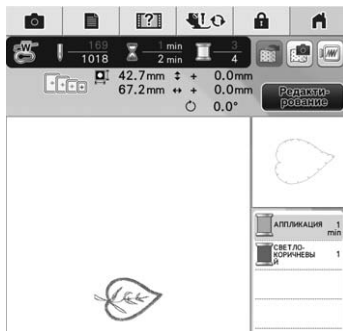 169 1 min 3
1018 2 min 4
42.7mm + 0.0mm
67.2mm + 0.0mm
0.0°
Редакти-
рование
АППЛИКАЦИЯ 1
min
СВЕТЛО-
КОРИЧНЕВЫ 1
Й